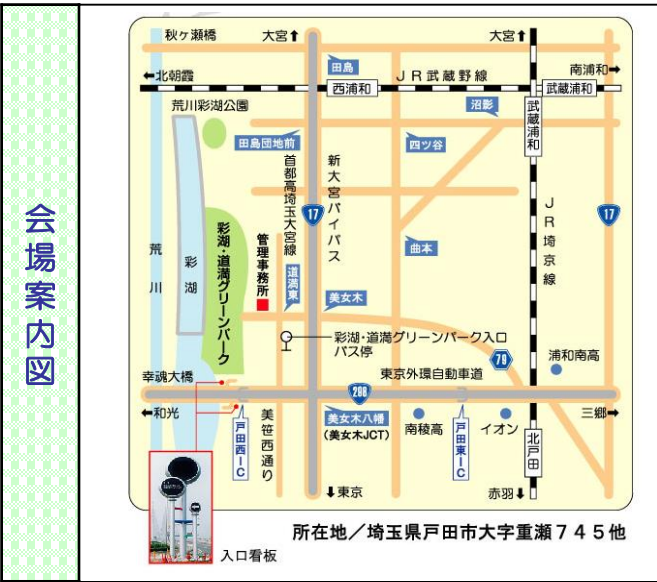 会場案内図
秋ヶ瀬橋
大宮↑
大宮↑
田島
←北朝霞
JR武蔵野線
南浦和→
西浦和
武蔵浦和
荒川彩湖公園
沼影
武蔵浦和
田島団地前
四ツ谷
首都高埼玉大宮線
新大宮バイパス
17
JR埼京線
17
荒川
彩湖
彩湖・道満グリーンパーク
管理事務所
道満東
曲本
美女木
彩湖・道満グリーンパーク入口
バス停
79
浦和南高
幸魂大橋
東京外環自動車道
298
←和光
三郷→
戸田西IC
美笹西通り
美女木八幡
(美女木JCT)
南稜高
戸田東IC
イオン
北戸田
↓東京
赤羽↓
入口看板
所在地/埼玉県戸田市大字重瀬745他